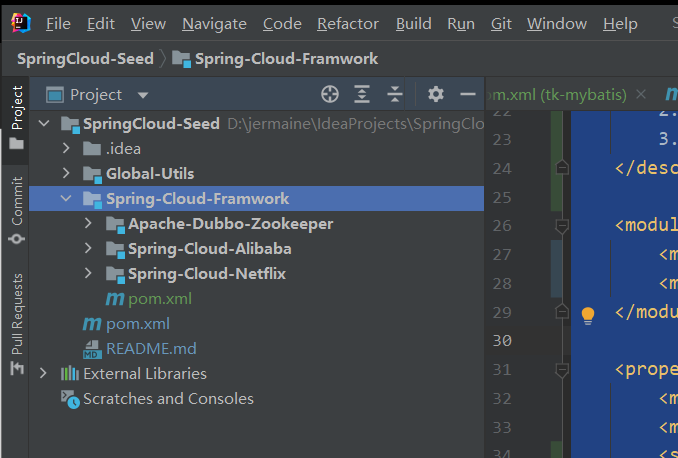 File Edit View Navigate Code Refactor Build Run Git Window Help
SpringCloud-Seed Spring-Cloud-Framwork
Project
Commit
Pull Requests
Project
SpringCloud-Seed D:\jermaine\IdeaProjects\SpringClo
.idea
Global-Utils
Spring-Cloud-Framwork
Apache-Dubbo-Zookeeper
Spring-Cloud-Alibaba
Spring-Cloud-Netflix
m pom.xml
m pom.xml
MD README.md
External Libraries
Scratches and Consoles
om.xml (tk-mybatis)
22 2.
23 3.
24 </desc
25
26 <modul
27 <m
28 <m
29 </modu
30
31 <prope
32 <m
33 <m
34 <s